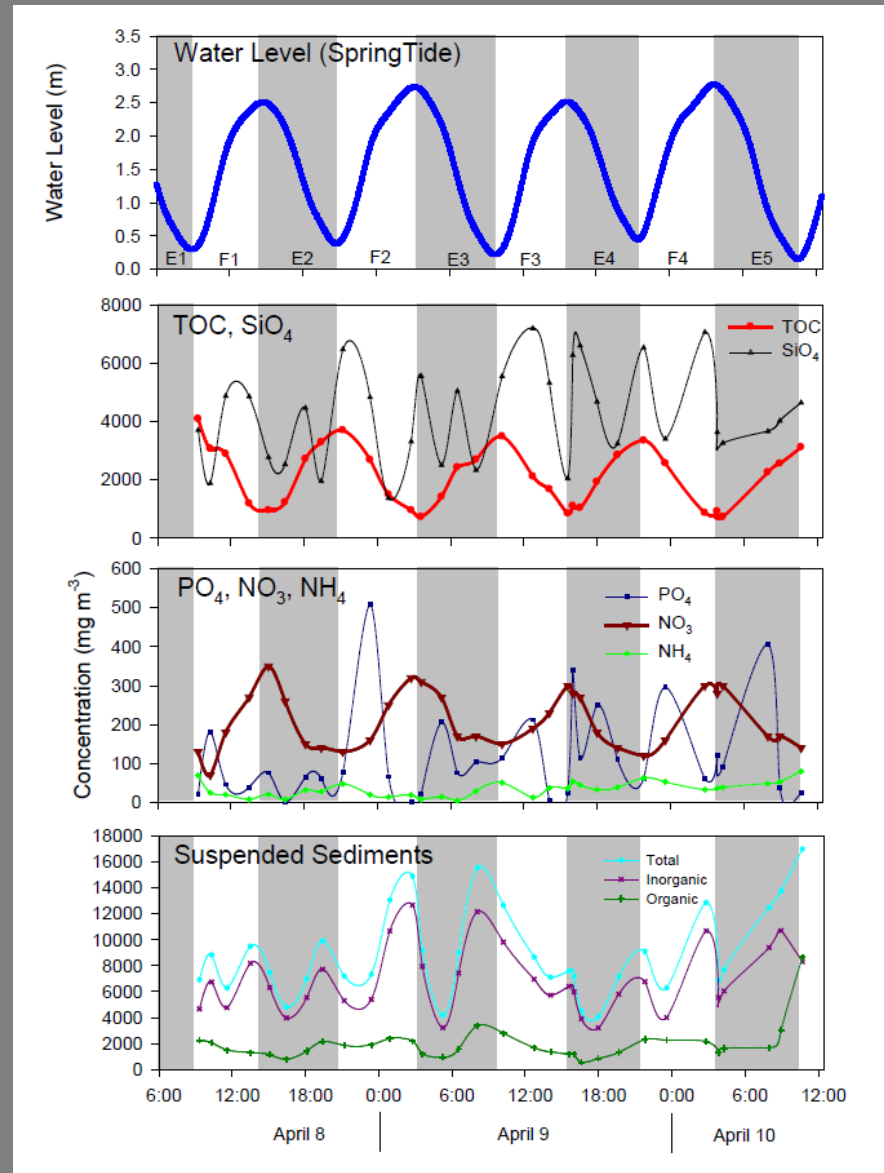 Water Level (SpringTide)
Water Level (m)
3.5
3.0
2.5
2.0
1.5
1.0
0.5
0.0
E1 F1 E2 F2 E3 F3 E4 F4 E5
TOC, SiO₄
8000
6000
4000
2000
0
TOC
SiO₄
PO₄, NO₃, NH₄
Concentration (mg m⁻³)
600
500
400
300
200
100
0
PO₄
NO₃
NH₄
Suspended Sediments
18000
16000
14000
12000
10000
8000
6000
4000
2000
0
Total
Inorganic
Organic
6:00 12:00 18:00 0:00 6:00 12:00 18:00 0:00 6:00 12:00
April 8 April 9 April 10